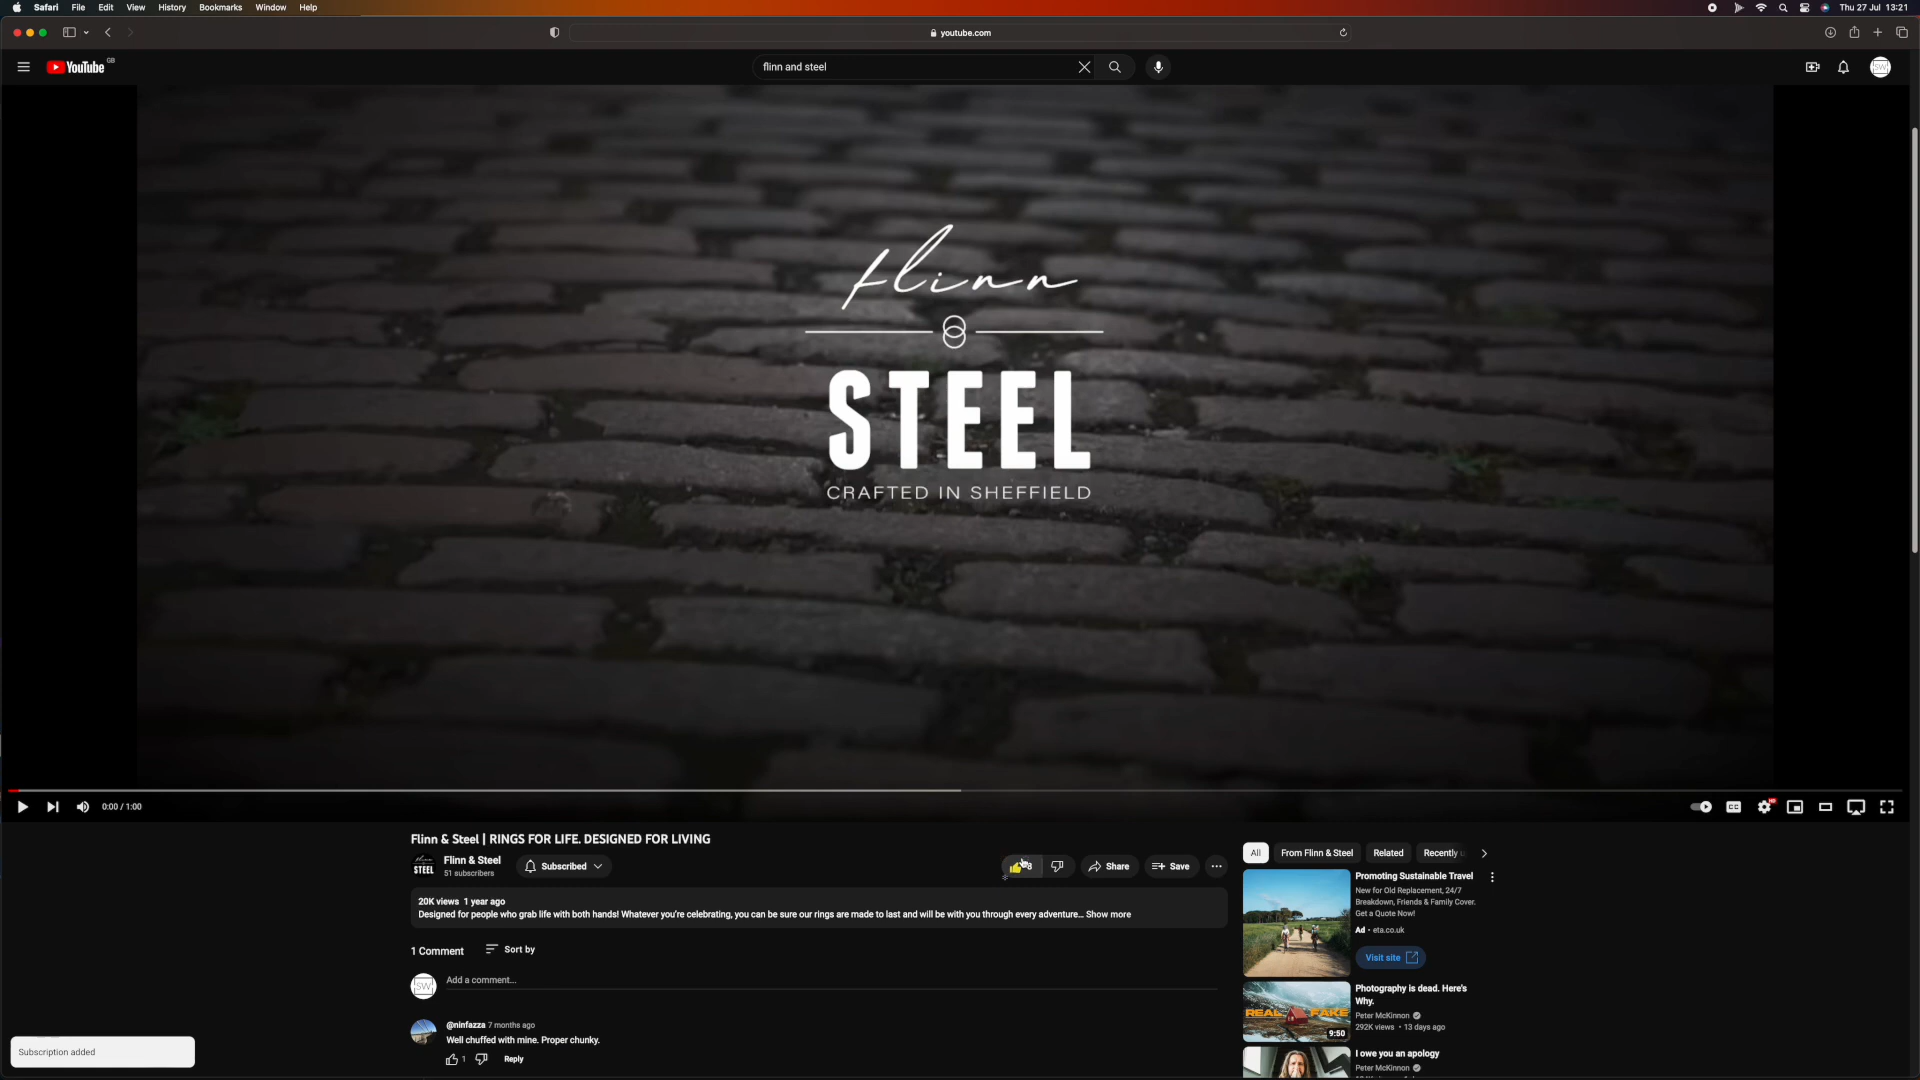 Safari File Edit View History Bookmarks Window Help
Thu 27 Jul 13:21
youtube.com
YouTube GB
flinn and steel
SW
flinn
STEEL
CRAFTED IN SHEFFIELD
0:00 / 1:00
CC
HD
Flinn & Steel | RINGS FOR LIFE. DESIGNED FOR LIVING
STEEL
Flinn & Steel
51 subscribers
Subscribed
Share
Save
20K views 1 year ago
Designed for people who grab life with both hands! Whatever you're celebrating, you can be sure our rings are made to last and will be with you through every adventure... Show more
1 Comment
Sort by
SW
Add a comment...
@ninfazza 7 months ago
Well chuffed with mine. Proper chunky.
1
Reply
Subscription added
All
From Flinn & Steel
Related
Recently
Promoting Sustainable Travel
New for Old Replacement, 24/7
Breakdown, Friends & Family Cover.
Get a Quote Now!
Ad · eta.co.uk
Visit site
REAL FAKE
9:50
Photography is dead. Here's
Why.
Peter McKinnon
292K views • 13 days ago
I owe you an apology
Peter McKinnon